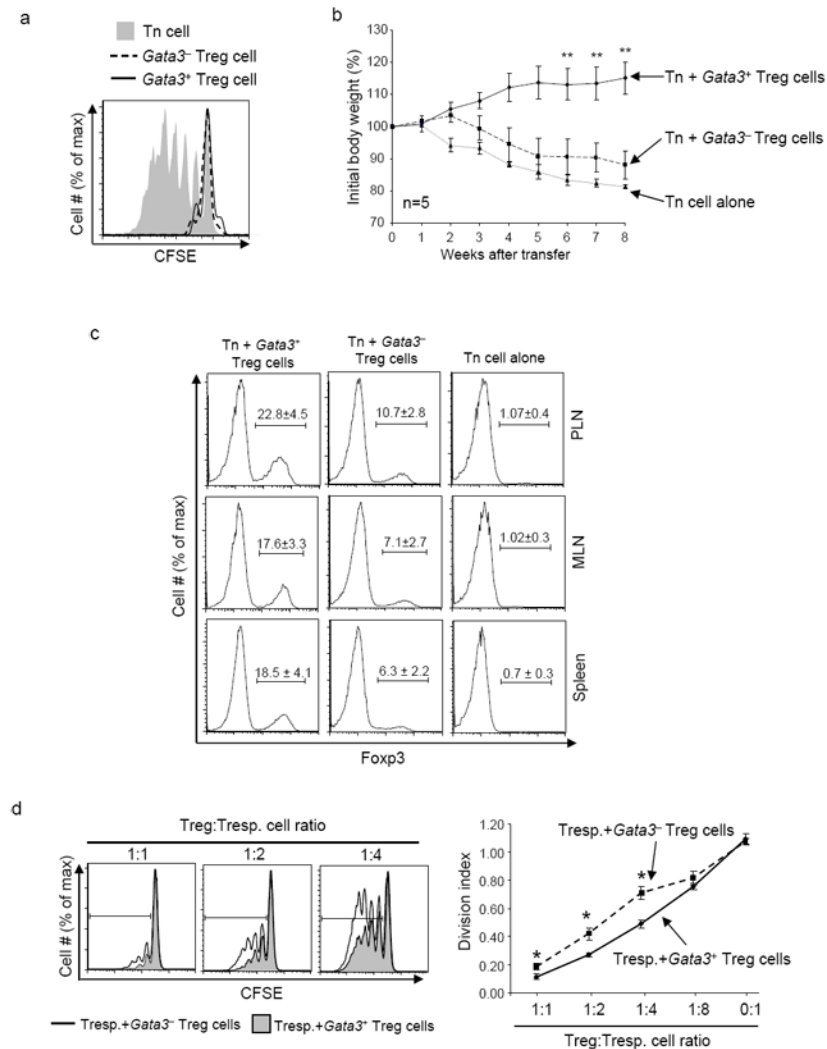 a
Tn cell
Gata3– Treg cell
Gata3+ Treg cell
Cell # (% of max)
CFSE
b
Initial body weight (%)
130
120
110
100
90
80
70
** ** **
n=5
0 1 2 3 4 5 6 7 8
Weeks after transfer
Tn + Gata3+ Treg cells
Tn + Gata3– Treg cells
Tn cell alone
c
Tn + Gata3+
Treg cells
Tn + Gata3–
Treg cells
Tn cell alone
22.8±4.5
10.7±2.8
1.07±0.4
PLN
17.6±3.3
7.1±2.7
1.02±0.3
MLN
18.5 ± 4.1
6.3 ± 2.2
0.7 ± 0.3
Spleen
Cell # (% of max)
Foxp3
d
Treg:Tresp. cell ratio
1:1 1:2 1:4
Cell # (% of max)
CFSE
Tresp.+Gata3– Treg cells
Tresp.+Gata3+ Treg cells
Division index
1.20
1.00
0.80
0.60
0.40
0.20
0.00
Tresp.+Gata3– Treg cells
* * *
Tresp.+Gata3+ Treg cells
1:1 1:2 1:4 1:8 0:1
Treg:Tresp. cell ratio